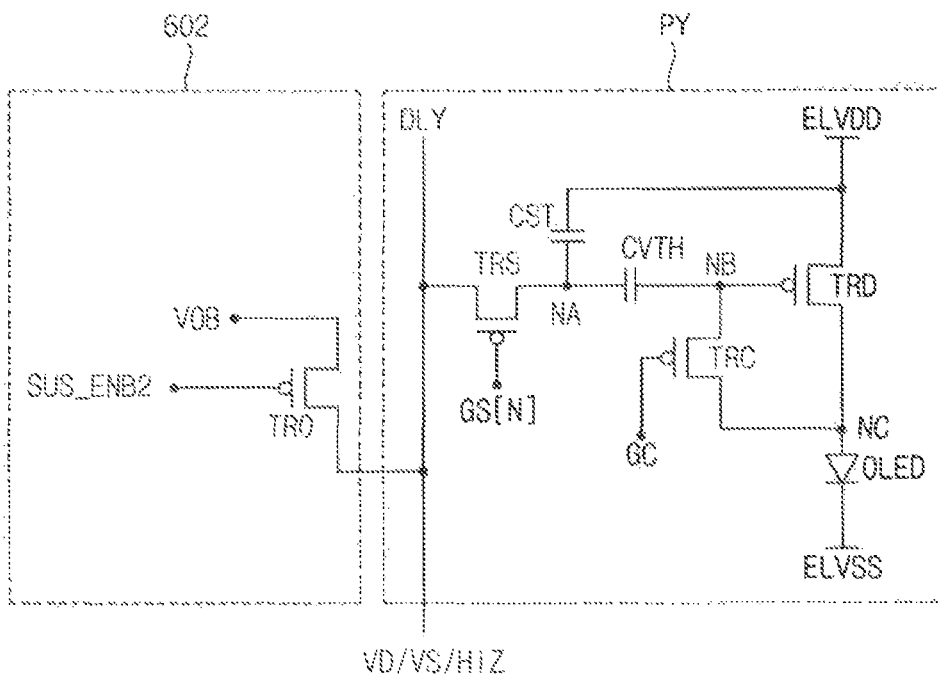 602
PY
DLY
ELVDD
CST
CVTH
NB
TRS
TRD
NA
VOB
TRC
SUS_ENB2
GS[N]
TRO
NC
GC
OLED
ELVSS
VD/VS/HIZ